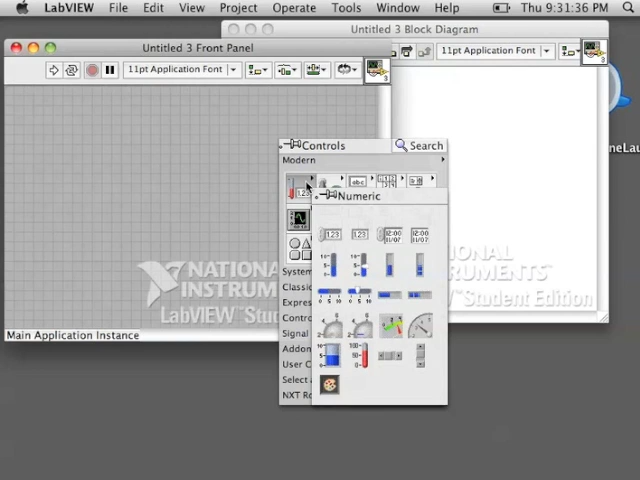 LabVIEW File Edit View Project Operate Tools Window Help Thu 9:31:36 PM
Untitled 3 Block Diagram
11pt Application Font
Untitled 3 Front Panel
11pt Application Font
Controls Search
Modern
Numeric
System
Classic
Express
Contro
Signal
Addon
User C
Select
NXT Ro
NATIONAL
INSTRUMENTS
LabVIEW Student Edition
Main Application Instance